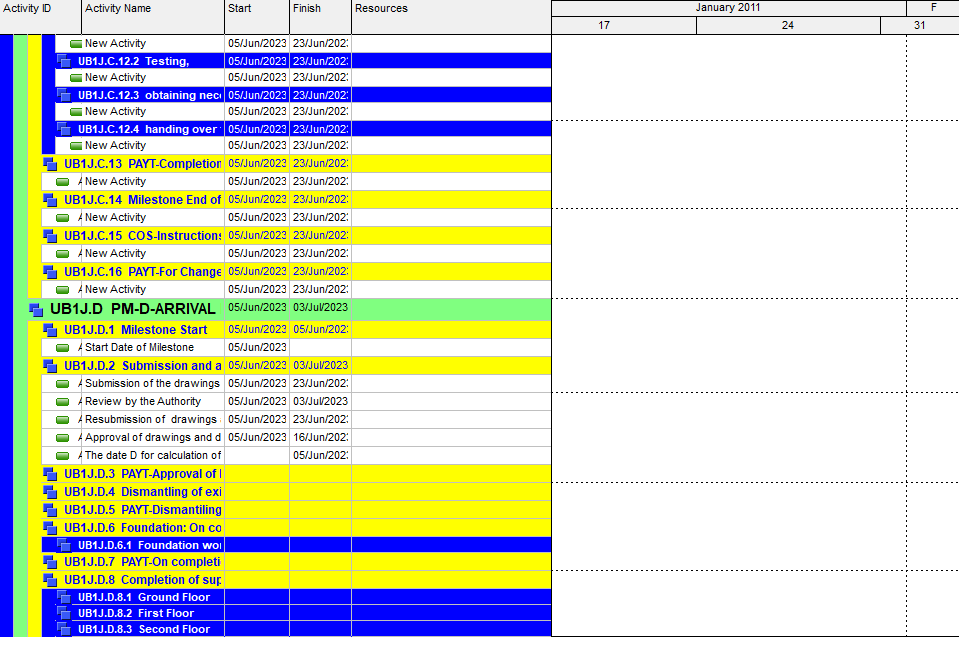 Activity ID Activity Name Start Finish Resources January 2011 F
17 24 31
New Activity 05/Jun/2023 23/Jun/202
UB1J.C.12.2 Testing, 05/Jun/2023 23/Jun/202
New Activity 05/Jun/2023 23/Jun/202
UB1J.C.12.3 obtaining nec 05/Jun/2023 23/Jun/202
New Activity 05/Jun/2023 23/Jun/202
UB1J.C.12.4 handing over 05/Jun/2023 23/Jun/202
New Activity 05/Jun/2023 23/Jun/202
UB1J.C.13 PAYT-Completion 05/Jun/2023 23/Jun/202
New Activity 05/Jun/2023 23/Jun/202
UB1J.C.14 Milestone End of 05/Jun/2023 23/Jun/202
New Activity 05/Jun/2023 23/Jun/202
UB1J.C.15 COS-Instructions 05/Jun/2023 23/Jun/202
New Activity 05/Jun/2023 23/Jun/202
UB1J.C.16 PAYT-For Change 05/Jun/2023 23/Jun/202
New Activity 05/Jun/2023 23/Jun/202
UB1J.D PM-D-ARRIVAL 05/Jun/2023 03/Jul/2023
UB1J.D.1 Milestone Start 05/Jun/2023 05/Jun/202
Start Date of Milestone 05/Jun/2023
UB1J.D.2 Submission and a 05/Jun/2023 03/Jul/2023
Submission of the drawings 05/Jun/2023 23/Jun/202
Review by the Authority 05/Jun/2023 03/Jul/2023
Resubmission of drawings 05/Jun/2023 23/Jun/202
Approval of drawings and d 05/Jun/2023 16/Jun/202
The date D for calculation of 05/Jun/202
UB1J.D.3 PAYT-Approval of
UB1J.D.4 Dismantling of exi
UB1J.D.5 PAYT-Dismantiling
UB1J.D.6 Foundation: On co
UB1J.D.6.1 Foundation wo
UB1J.D.7 PAYT-On completi
UB1J.D.8 Completion of sup
UB1J.D.8.1 Ground Floor
UB1J.D.8.2 First Floor
UB1J.D.8.3 Second Floor